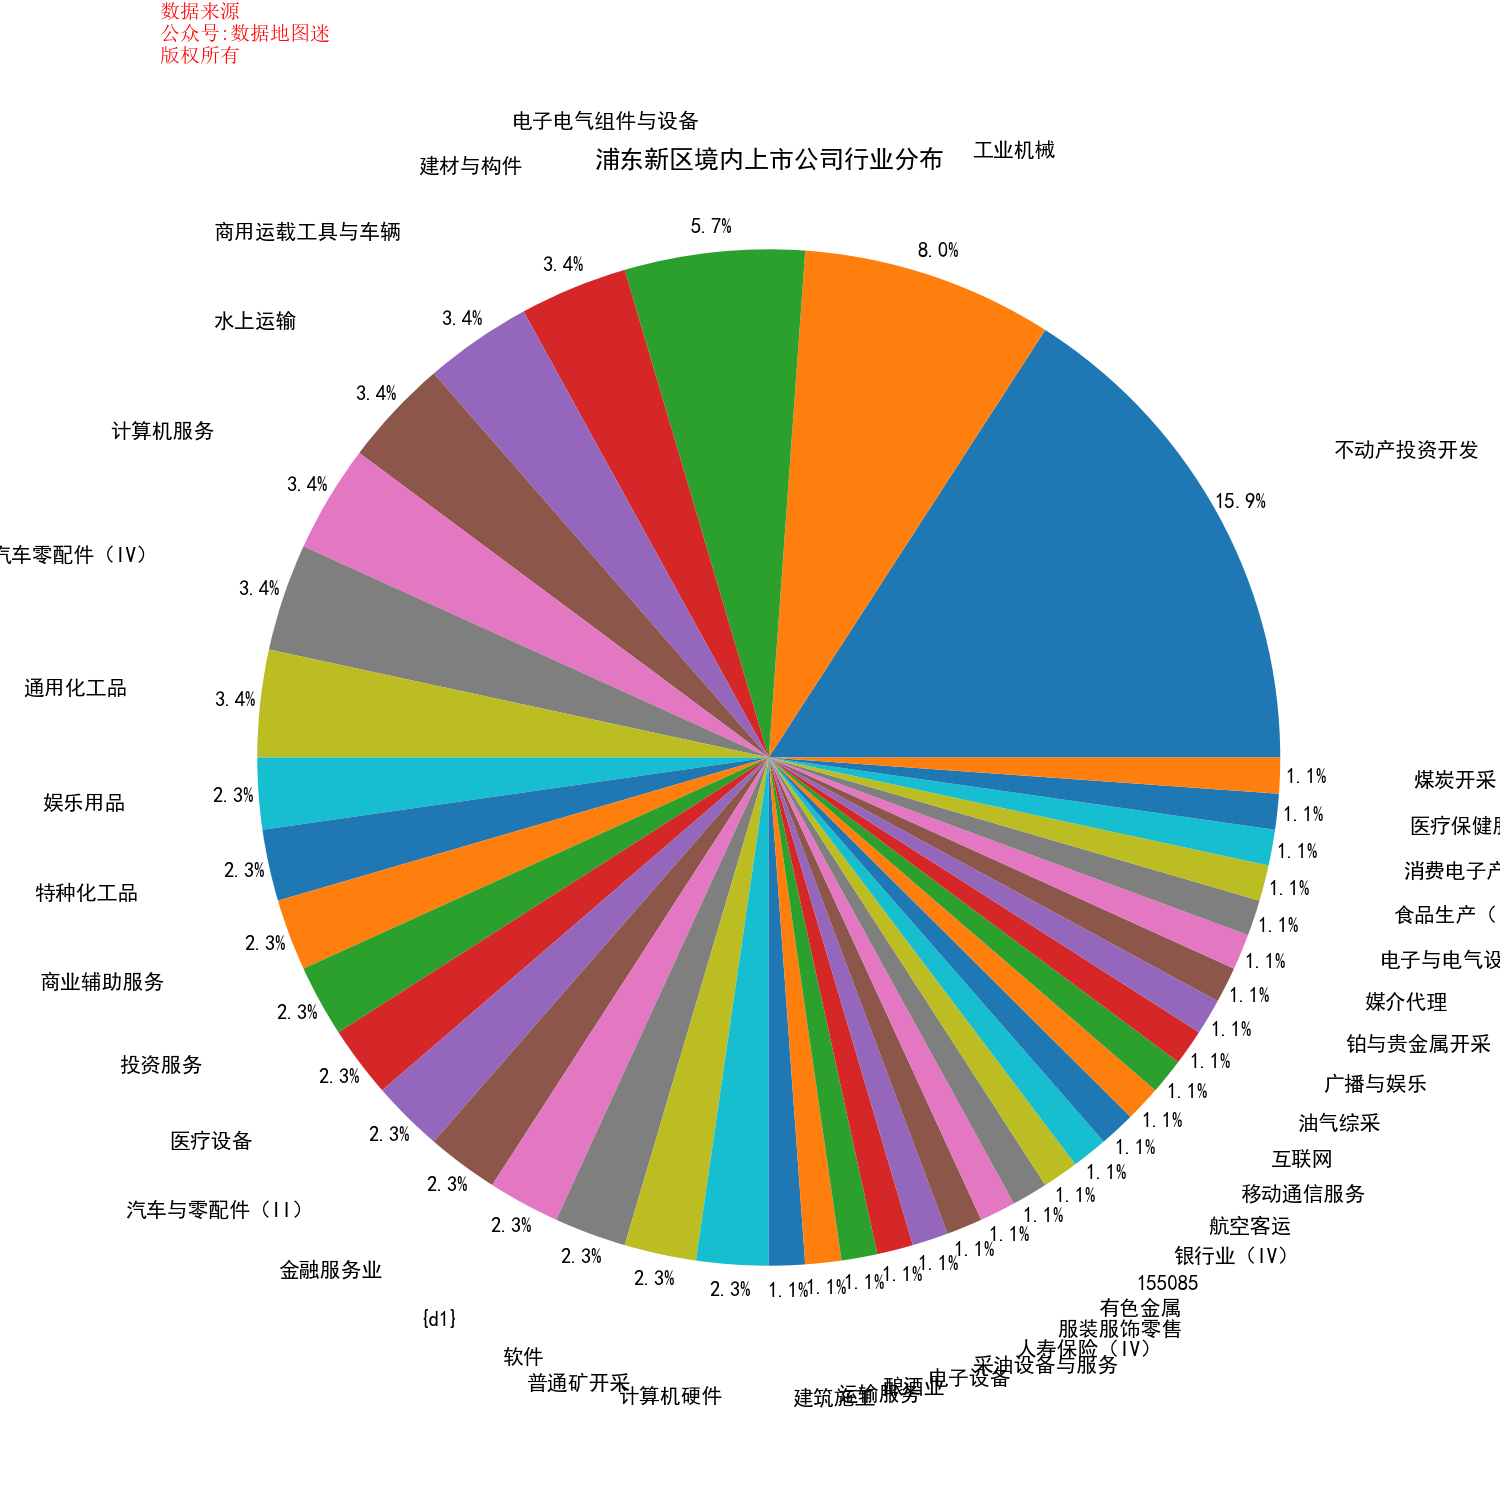 数据来源
公众号:数据地图迷
版权所有
浦东新区境内上市公司行业分布
不动产投资开发
15.9%
工业机械
8.0%
电子电气组件与设备
5.7%
建材与构件
3.4%
商用运载工具与车辆
3.4%
水上运输
3.4%
计算机服务
3.4%
汽车零配件（IV）
3.4%
通用化工品
3.4%
娱乐用品
2.3%
特种化工品
2.3%
商业辅助服务
2.3%
投资服务
2.3%
医疗设备
2.3%
汽车与零配件（II）
2.3%
金融服务业
2.3%
{d1}
2.3%
软件
2.3%
普通矿开采
2.3%
计算机硬件
2.3%
建筑施工
1.1%
运输服务
1.1%
酿酒业
1.1%
电子设备
1.1%
采油设备与服务
1.1%
人寿保险（IV）
1.1%
服装服饰零售
1.1%
有色金属
1.1%
155085
1.1%
银行业（IV）
1.1%
航空客运
1.1%
移动通信服务
1.1%
互联网
1.1%
油气综采
1.1%
广播与娱乐
1.1%
铂与贵金属开采
1.1%
媒介代理
1.1%
电子与电气设
1.1%
食品生产（
1.1%
消费电子产
1.1%
医疗保健服
1.1%
煤炭开采
1.1%